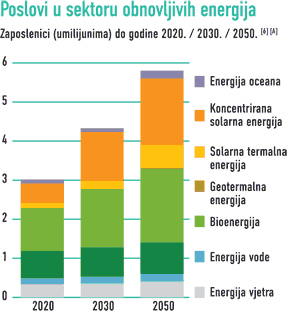 Poslovi u sektoru obnovljivih energija
Zaposlenici (umilijunima) do godine 2020. / 2030. / 2050. [6] [A]
6
5
4
3
2
1
0
2020
2030
2050
Energija oceana
Koncentrirana
solarna energija
Solarna termalna
energija
Geotermalna
energija
Bioenergija
Energija vode
Energija vjetra